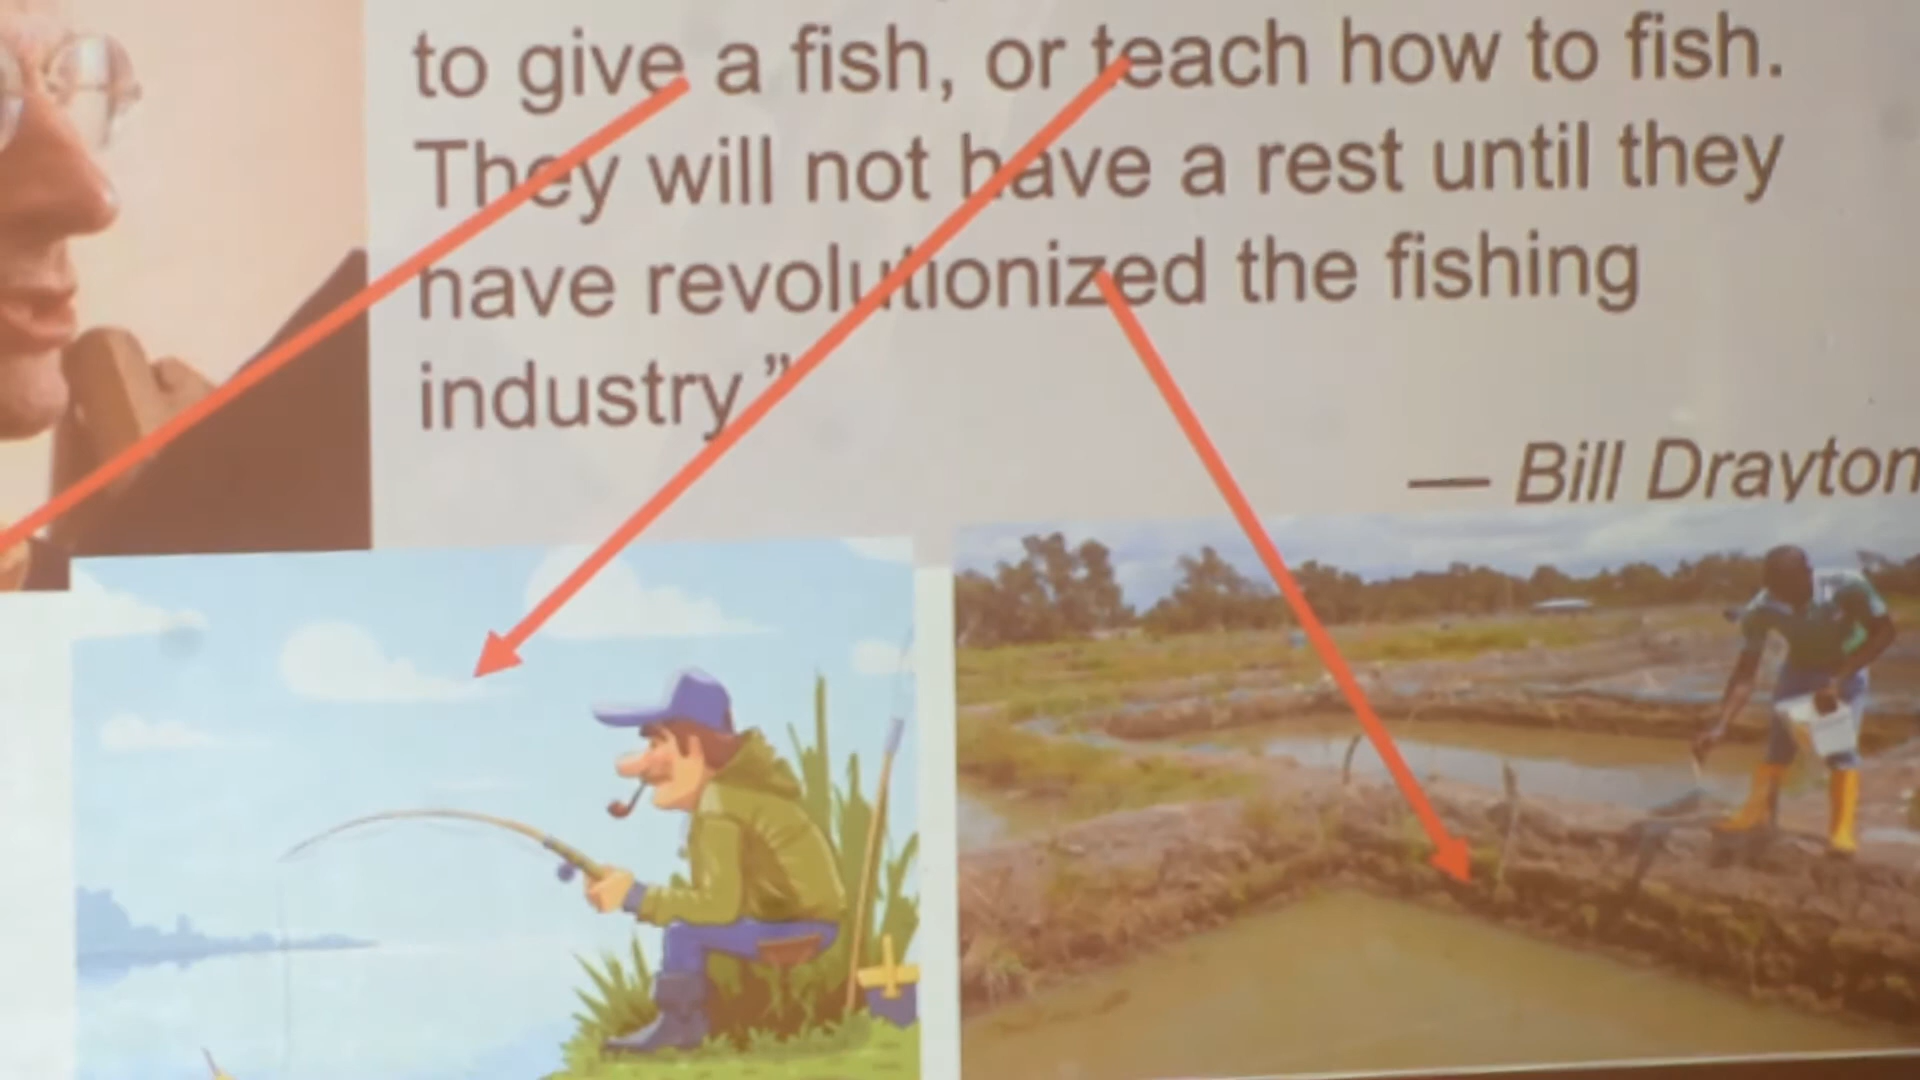 to give a fish, or teach how to fish.
They will not have a rest until they
have revolutionized the fishing
industry.”
— Bill Drayton